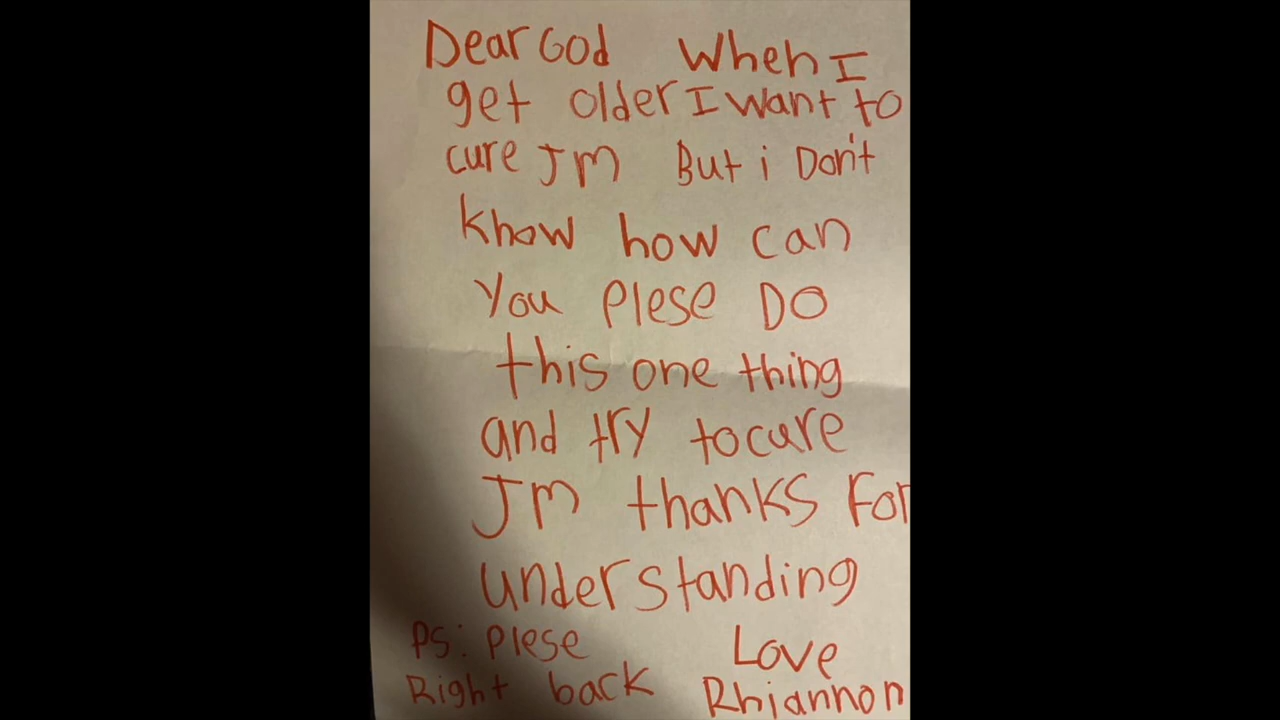 Dear God When I
get older I want to
cure JM But i Don't
know how can
You Plese DO
this one thing
and try to cure
JM thanks For
understanding
Ps: Plese Love
Right back Rhiannon